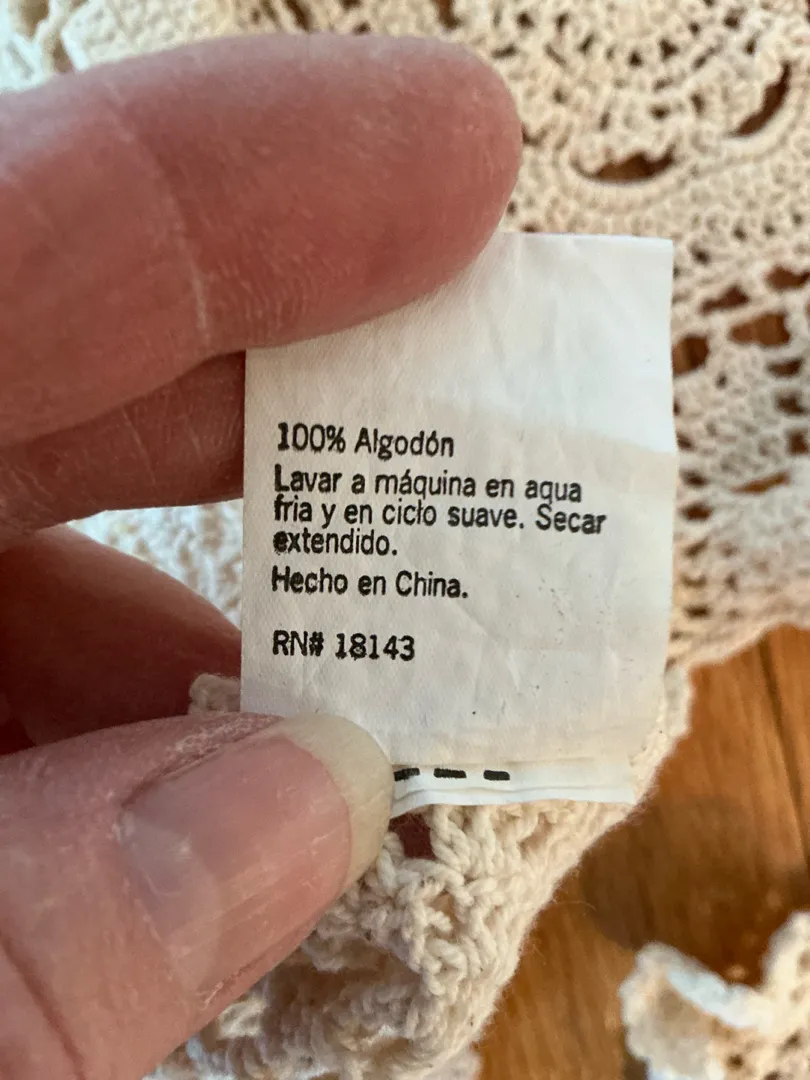 100% Algodón
Lavar a máquina en aqua
fria y en ciclo suave. Secar
extendido.
Hecho en China.
RN# 18143